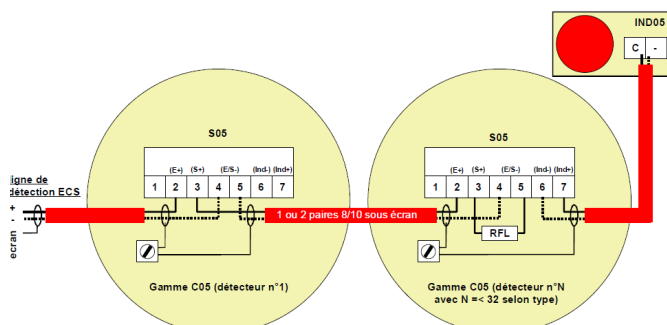 IND05
C -
S05
S05
(E+) (S+) (E/S-) (Ind-) (Ind+)
1 2 3 4 5 6 7
(E+) (S+) (E/S-) (Ind-) (Ind+)
1 2 3 4 5 6 7
igne de
détection ECS
+
-
écran
1 ou 2 paires 8/10 sous écran
RFL
Gamme C05 (détecteur n°1)
Gamme C05 (détecteur n°N
avec N =< 32 selon type)